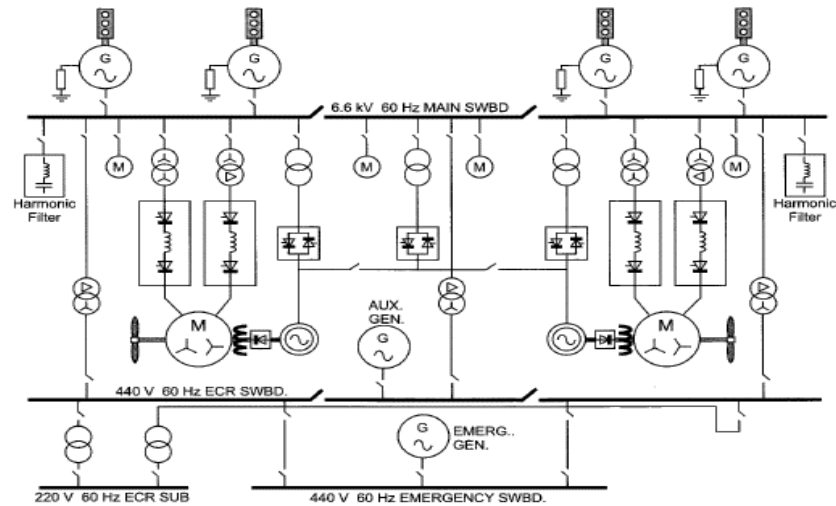 G
G
G
G
6.6 kV 60 Hz MAIN SWBD
M
M
M
M
Harmonic
Filter
Harmonic
Filter
AUX.
GEN.
M
G
M
440 V 60 Hz ECR SWBD.
G
EMERG..
GEN.
220 V 60 Hz ECR SUB
440 V 60 Hz EMERGENCY SWBD.